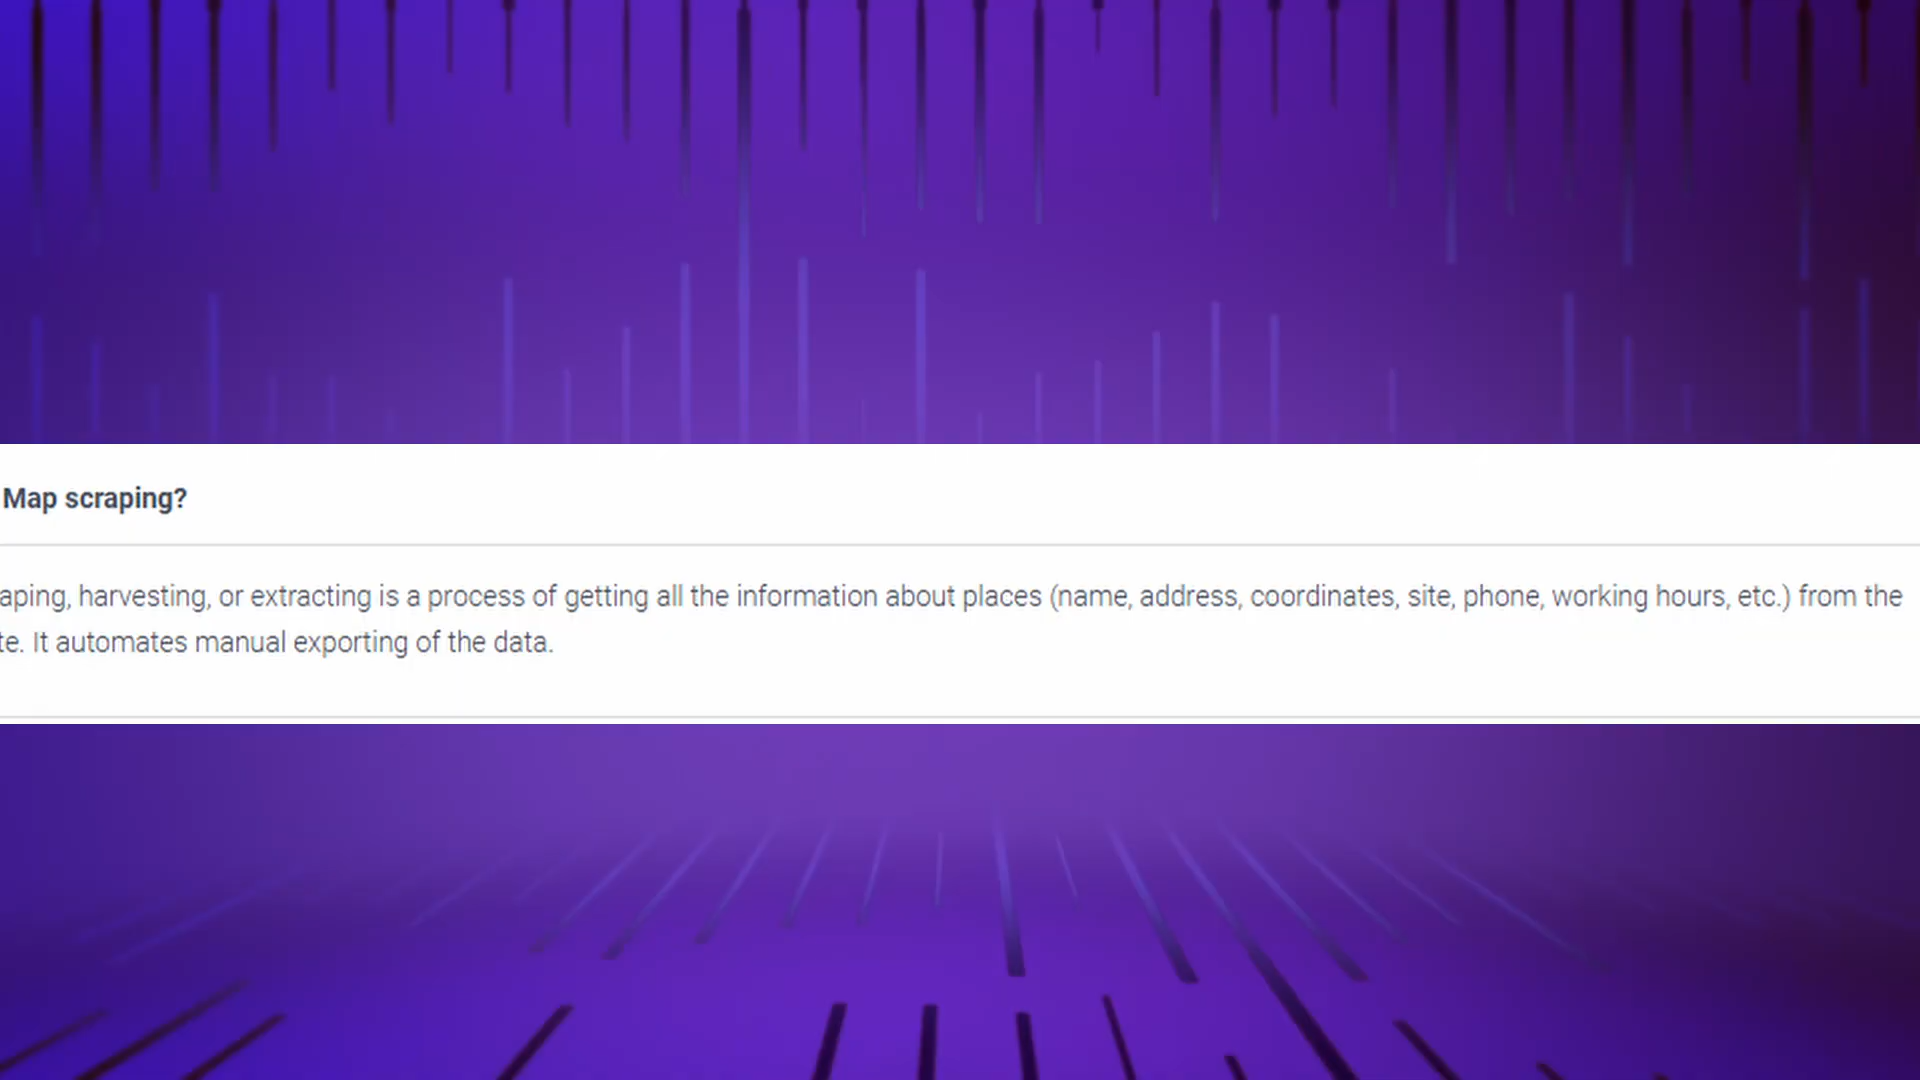 Map scraping?
aping, harvesting, or extracting is a process of getting all the information about places (name, address, coordinates, site, phone, working hours, etc.) from the
te. It automates manual exporting of the data.